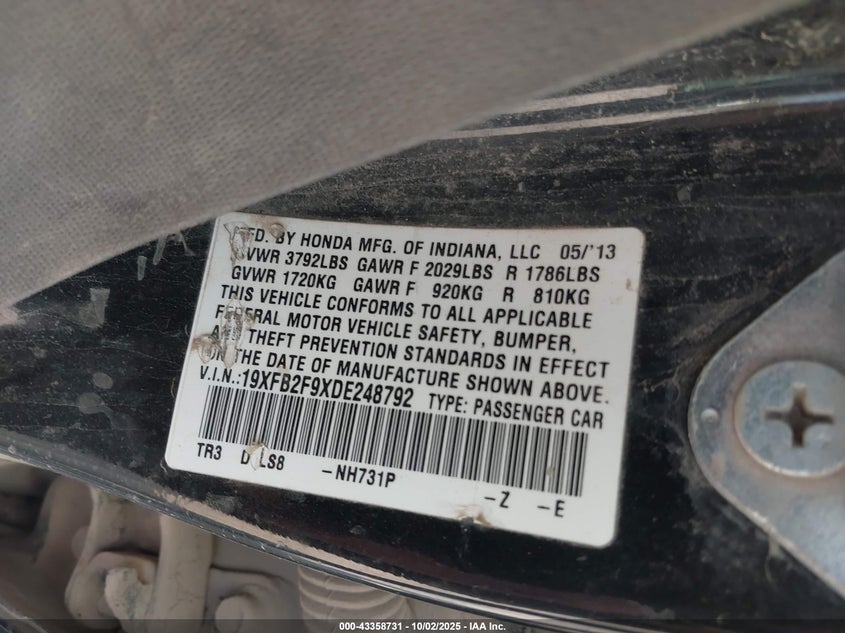 MFD. BY HONDA MFG. OF INDIANA, LLC 05/'13
GVWR 3792LBS GAWR F 2029LBS R 1786LBS
GVWR 1720KG GAWR F 920KG R 810KG
THIS VEHICLE CONFORMS TO ALL APPLICABLE
FEDERAL MOTOR VEHICLE SAFETY, BUMPER,
AND THEFT PREVENTION STANDARDS IN EFFECT
ON THE DATE OF MANUFACTURE SHOWN ABOVE.
V.I.N.:19XFB2F9XDE248792 TYPE: PASSENGER CAR
TR3 LS8 -NH731P -Z -E
000-43358731 - 10/02/2025 - IAA Inc.